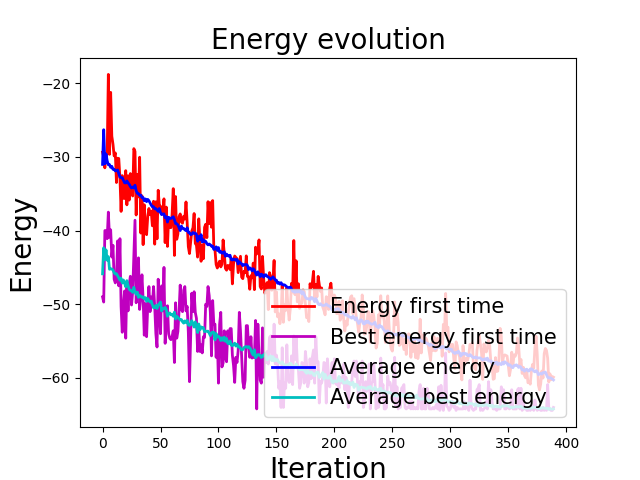 Energy evolution
Energy
−20
−30
−40
−50
−60
Energy first time
Best energy first time
Average energy
Average best energy
0 50 100 150 200 250 300 350 400
Iteration